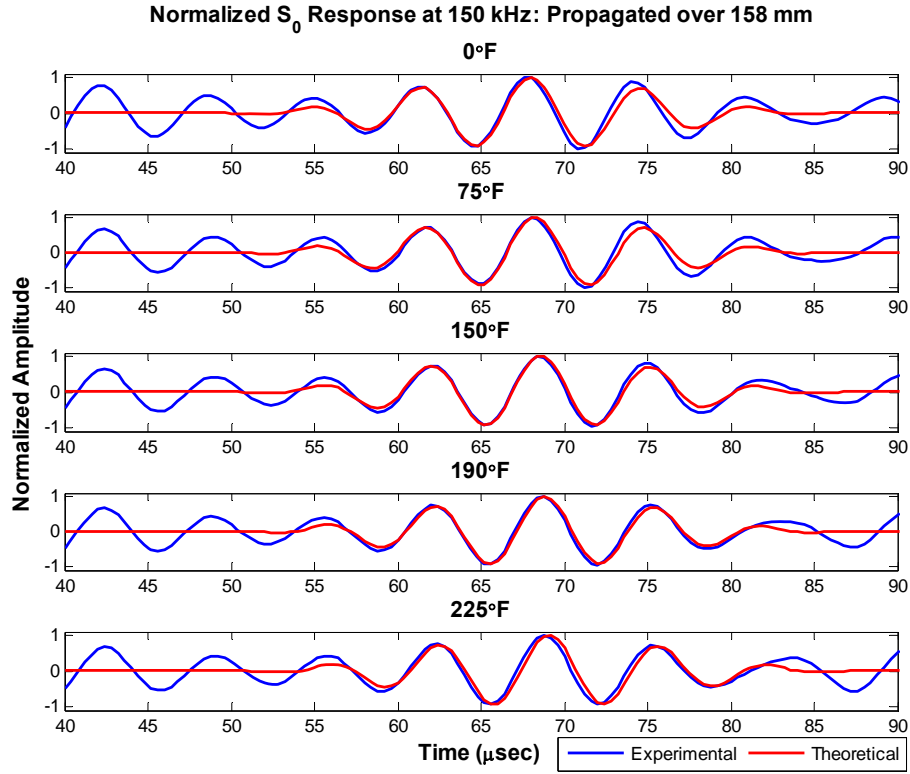 Normalized S0 Response at 150 kHz: Propagated over 158 mm
0°F
1
0
-1
40 45 50 55 60 65 70 75 80 85 90
75°F
1
0
-1
40 45 50 55 60 65 70 75 80 85 90
150°F
1
0
-1
40 45 50 55 60 65 70 75 80 85 90
190°F
1
0
-1
40 45 50 55 60 65 70 75 80 85 90
225°F
1
0
-1
40 45 50 55 60 65 70 75 80 85 90
Normalized Amplitude
Time (μsec)
Experimental
Theoretical